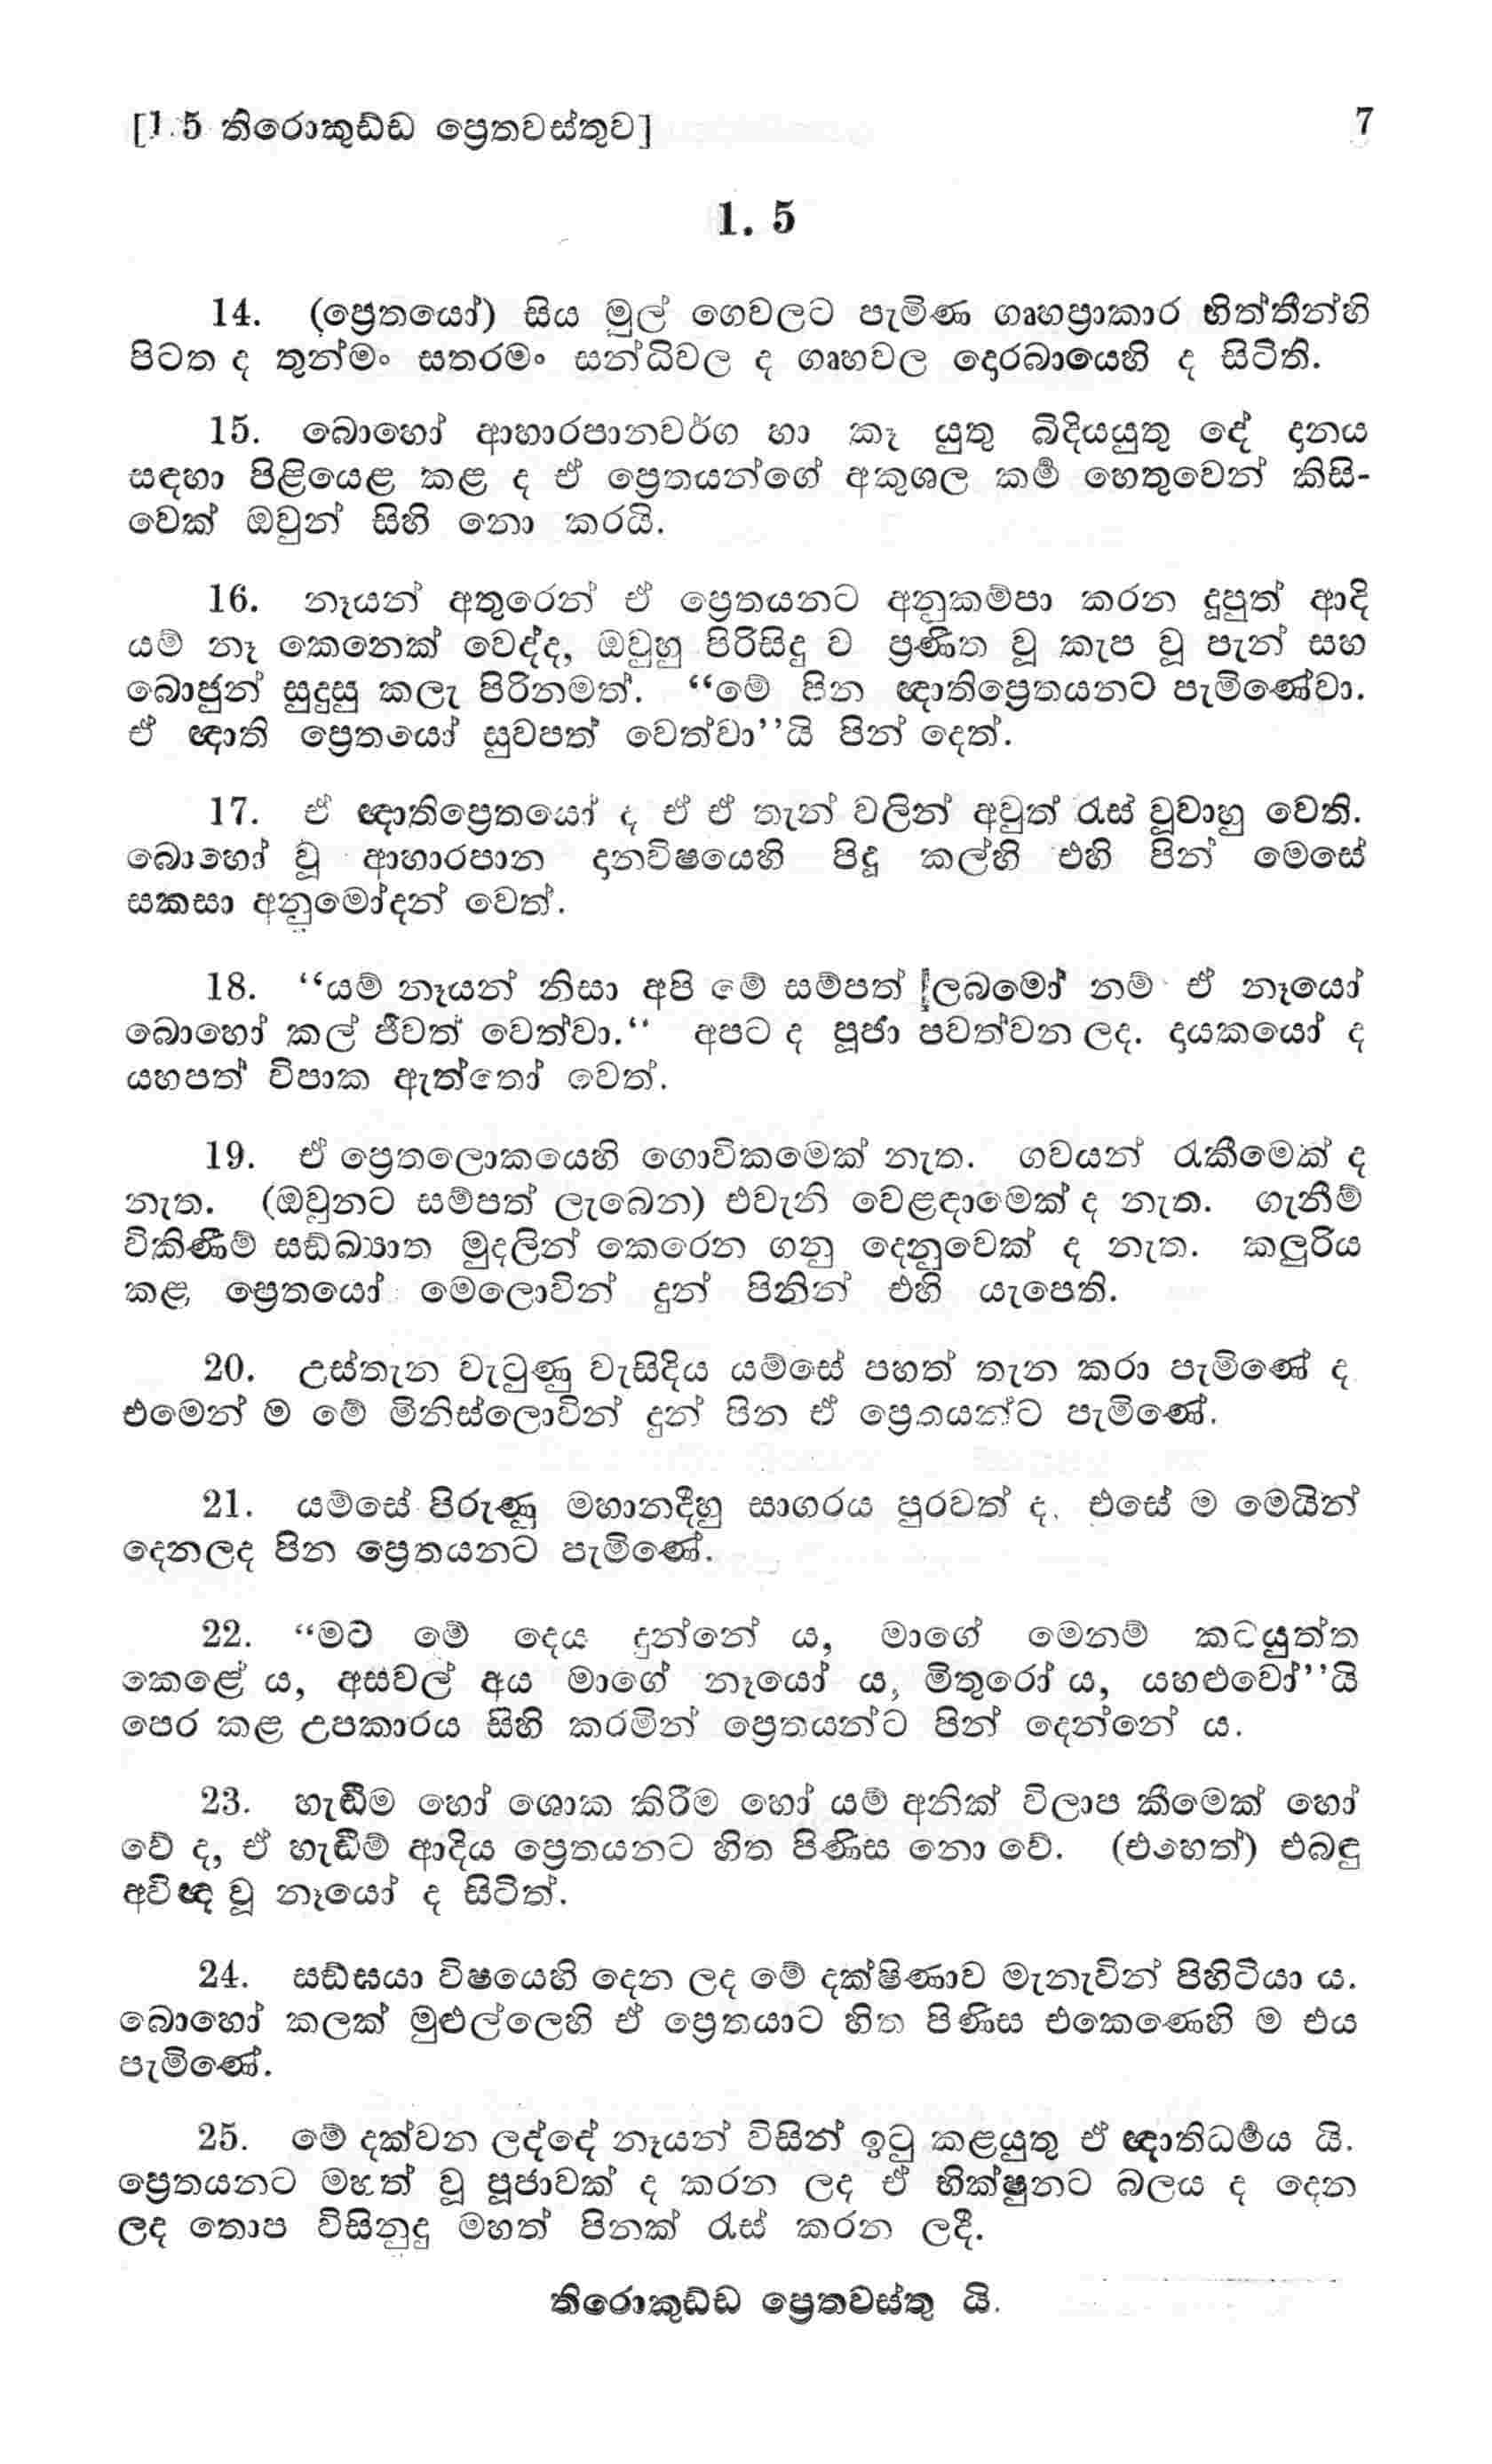 [1. 5 තිරොකුඩ්ඩ ප්‍රෙතවස්තුව] 7
1. 5
14. (ප්‍රෙතයෝ) සිය මුල් ගෙවලට පැමිණ ගෘහප්‍රාකාර භිත්තීන්හි
පිටත ද තුන්මං සතරමං සන්ධිවල ද ගෘහවල දොරබායෙහි ද සිටිති.
15. බොහෝ ආහාරපානවර්ග හා කෑ යුතු බිදියයුතු දේ දානය
සඳහා පිළියෙළ කළ ද ඒ ප්‍රෙතයන්ගේ අකුශල කර්‍ම හෙතුවෙන් කිසි-
වෙක් ඔවුන් සිහි නො කරයි.
16. නෑයන් අතුරෙන් ඒ ප්‍රෙතයනට අනුකම්පා කරන දූපුත් ආදි
යම් නෑ කෙනෙක් වෙද්ද, ඔවුහු පිරිසිදු ව ප්‍රණීත වූ කැප වූ පැන් සහ
බොජුන් සුදුසු කලැ පිරිනමත්. “මේ පින ඥාතිප්‍රෙතයනට පැමිණේවා.
ඒ ඥාති ප්‍රෙතයෝ සුවපත් වෙත්වා’’යි පින් දෙත්.
17. ඒ ඥාතිප්‍රෙතයෝ ද ඒ ඒ තැන් වලින් අවුත් රැස් වූවාහු වෙති.
බොහෝ වූ ආහාරපාන දානවිෂයෙහි පිදූ කල්හි එහි පින් මෙසේ
සකසා අනුමෝදන් වෙත්.
18. “යම් නෑයන් නිසා අපි මේ සම්පත් ලබමෝ නම් ඒ නෑයෝ
බොහෝ කල් ජීවත් වෙත්වා.“ අපට ද පූජා පවත්වන ලද. දායකයෝ ද
යහපත් විපාක ඇත්තෝ වෙත්.
19. ඒ ප්‍රෙතලොකයෙහි ගොවිකමෙක් නැත. ගවයන් රැකීමෙක් ද
නැත. (ඔවුනට සම්පත් ලැබෙන) එවැනි වෙළඳාමෙක් ද නැත. ගැනීම්
විකිණීම් සඞ්ඛ්‍යාත මුදලින් කෙරෙන ගනු දෙනුවෙක් ද නැත. කලුරිය
කළ ප්‍රෙතයෝ මෙලොවින් දුන් පිනින් එහි යැපෙති.
20. උස්තැන වැටුණු වැසිදිය යම්සේ පහත් තැන කරා පැමිණේ ද
එමෙන් ම මේ මිනිස්ලොවින් දුන් පින ඒ ප්‍රෙතයන්ට පැමිණේ.
21. යම්සේ පිරුණු මහානදීහු සාගරය පුරවත් ද, එසේ ම මෙයින්
දෙනලද පින ප්‍රෙතයනට පැමිණේ.
22. “මට මේ දෙය දුන්නේ ය, මාගේ මෙනම් කටයුත්ත
කෙළේ ය, අසවල් අය මාගේ නෑයෝ ය, මිතුරෝ ය, යහළුවෝ’’යි
පෙර කළ උපකාරය සිහි කරමින් ප්‍රෙතයන්ට පින් දෙන්නේ ය.
23. හැඬීම හෝ ශොක කිරීම හෝ යම් අනික් විලාප කීමෙක් හෝ
වේ ද, ඒ හැඬීම් ආදිය ප්‍රෙතයනට හිත පිණිස නො වේ. (එහෙත්) එබඳු
අවිඥ වූ නෑයෝ ද සිටිත්.
24. සඞ්ඝයා විෂයෙහි දෙන ලද මේ දක්ෂිණාව මැනැවින් පිහිටියා ය.
බොහෝ කලක් මුළුල්ලෙහි ඒ ප්‍රෙතයාට හිත පිණිස එකෙණෙහි ම එය
පැමිණේ.
25. මේ දක්වන ලද්දේ නෑයන් විසින් ඉටු කළයුතු ඒ ඥාතිධර්‍මය යි.
ප්‍රෙතයනට මහත් වූ පූජාවක් ද කරන ලද ඒ භික්ෂුනට බලය ද දෙන
ලද තොප විසිනුදු මහත් පිනක් රැස් කරන ලදී.
තිරොකුඩ්ඩ ප්‍රෙතවස්තු යි.